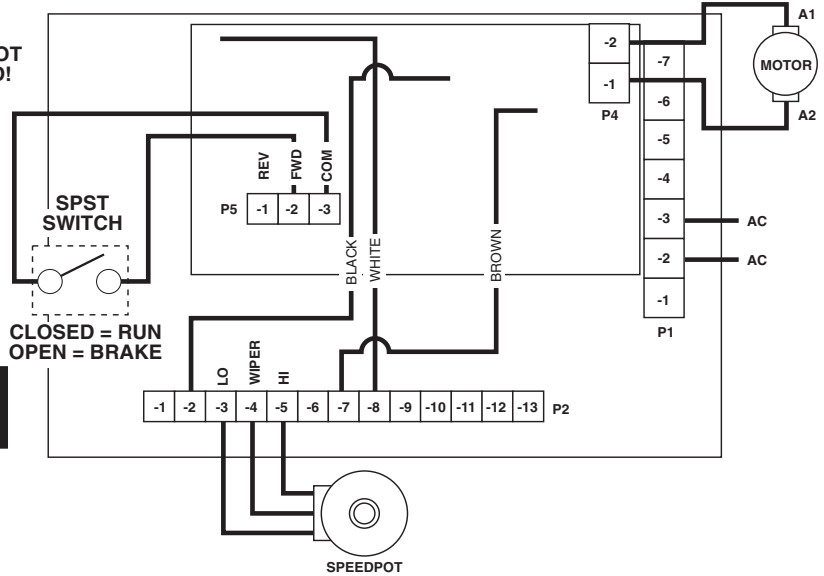 A1
MOTOR
A2
-2
-1
P4
-7
-6
-5
-4
-3
-2
-1
P1
AC
AC
REV
FWD
COM
P5
-1
-2
-3
SPST
SWITCH
CLOSED = RUN
OPEN = BRAKE
BLACK
WHITE
BROWN
LO
WIPER
HI
-1
-2
-3
-4
-5
-6
-7
-8
-9
-10
-11
-12
-13
P2
SPEEDPOT